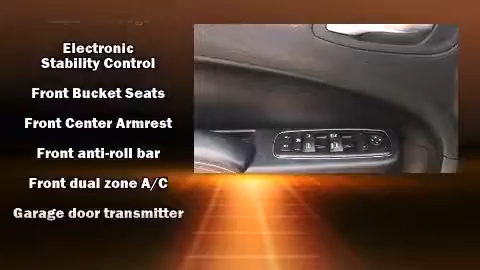 Electronic
Stability Control
Front Bucket Seats
Front Center Armrest
Front anti-roll bar
Front dual zone A/C
Garage door transmitter